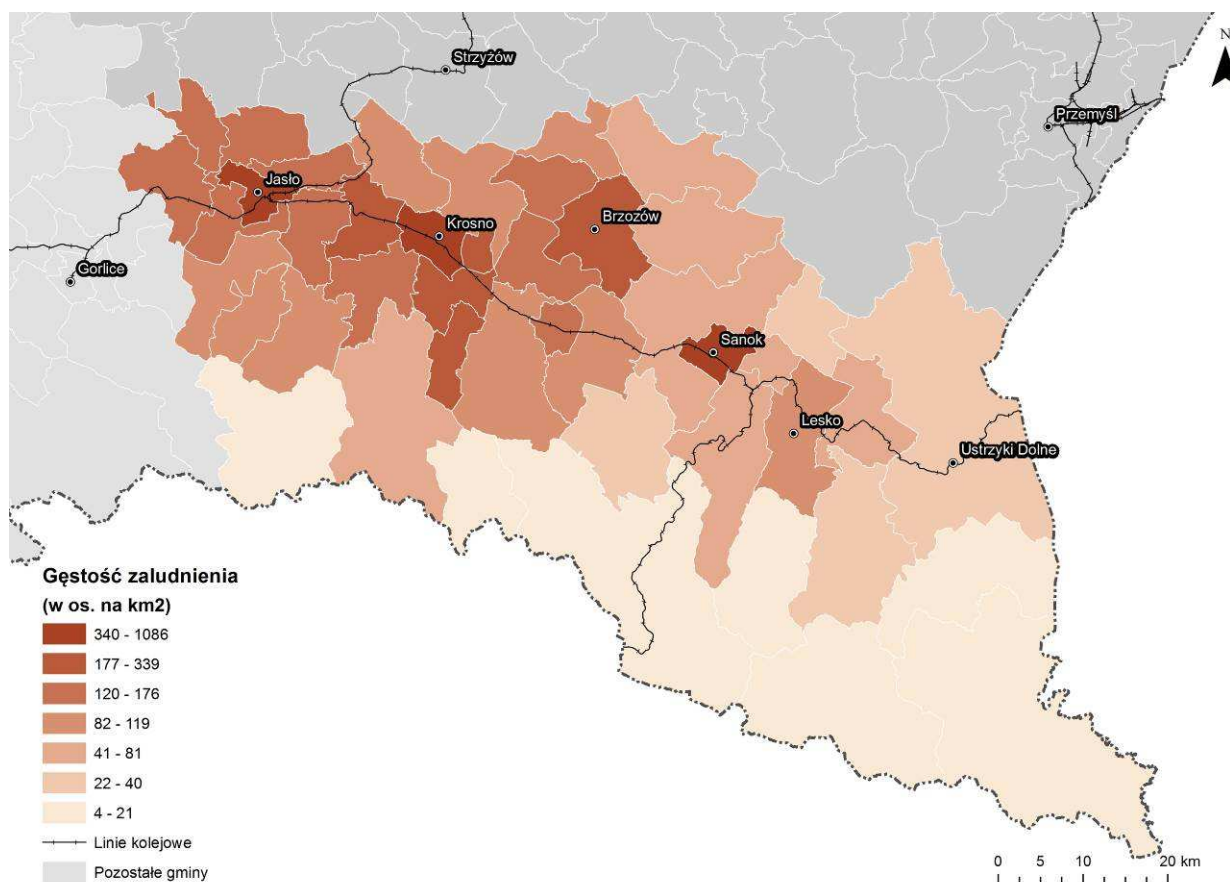 N
Strzyżów
Przemyśl
Jasło
Krosno
Brzozów
Gorlice
Sanok
Lesko
Ustrzyki Dolne
Gęstość zaludnienia
(w os. na km2)
340 - 1086
177 - 339
120 - 176
82 - 119
41 - 81
22 - 40
4 - 21
Linie kolejowe
Pozostałe gminy
0 5 10 20 km